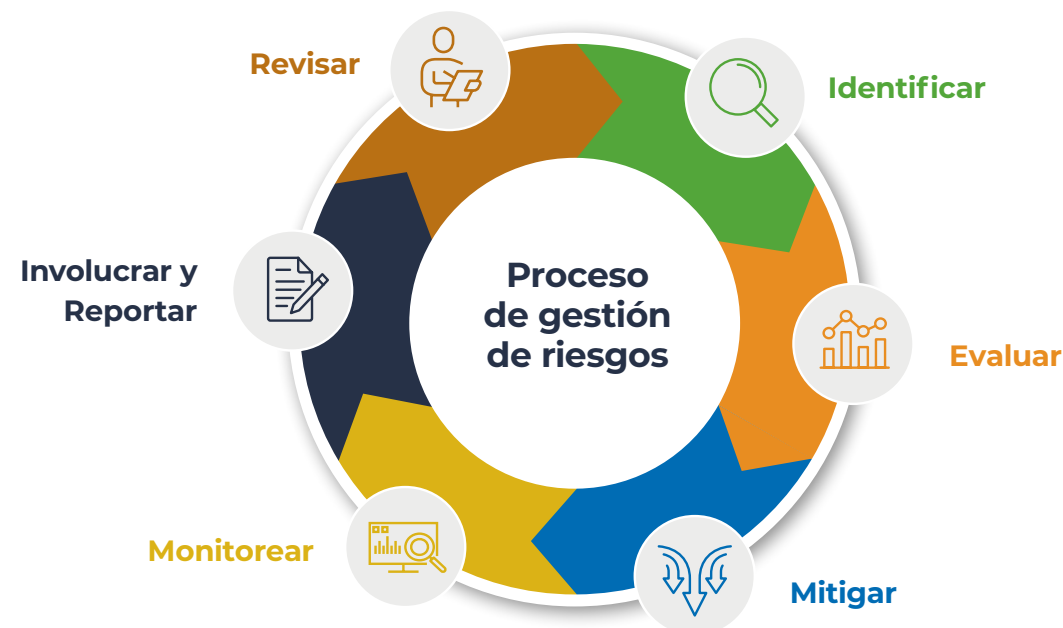 Proceso
de gestión
de riesgos
Identificar
Evaluar
Mitigar
Monitorear
Involucrar y
Reportar
Revisar